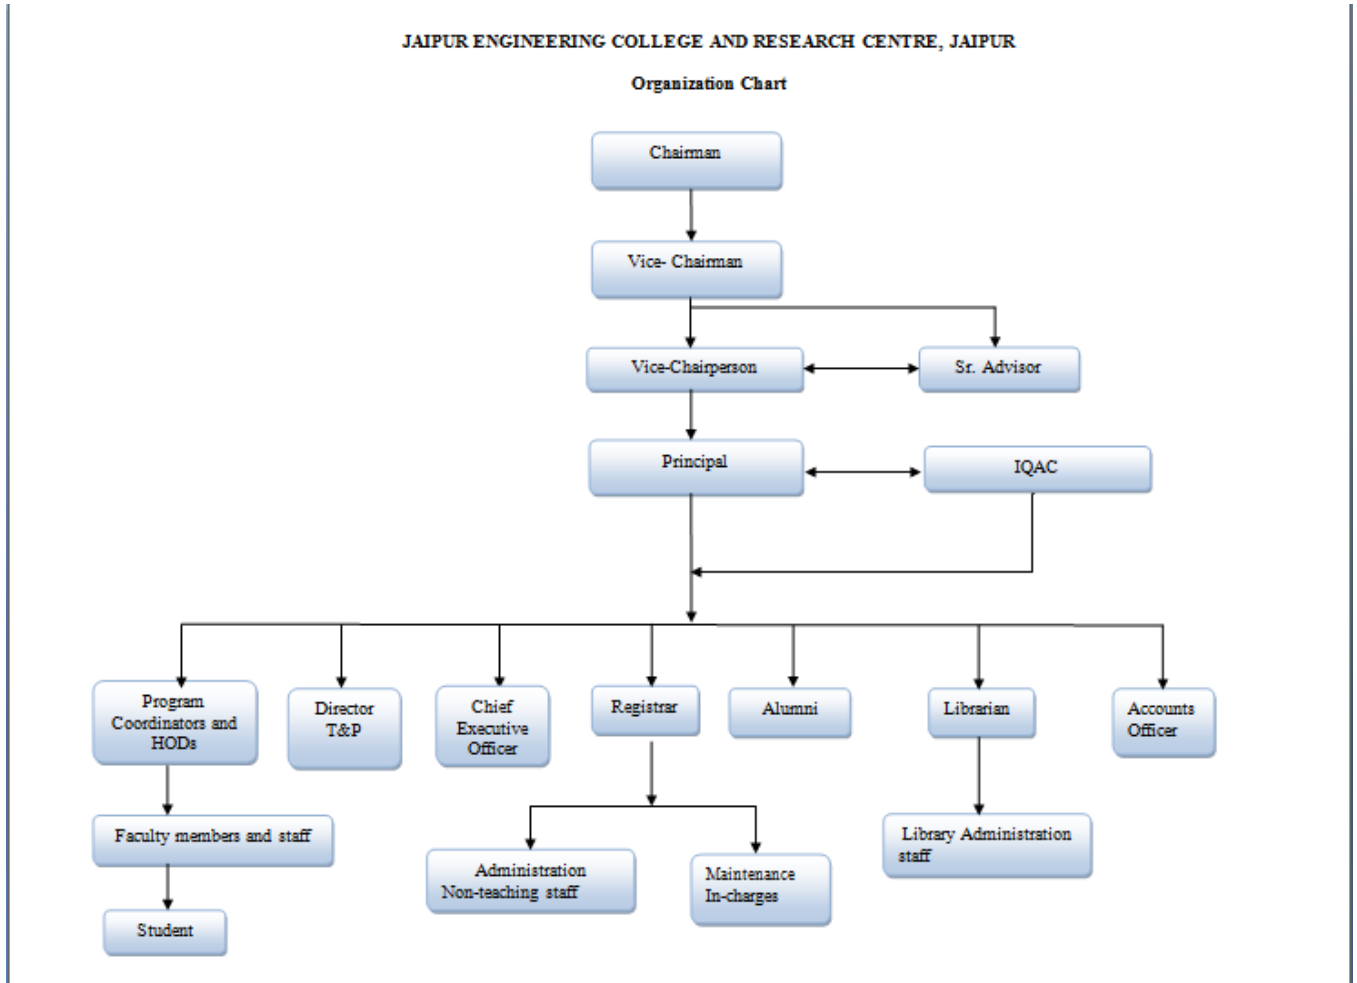 JAIPUR ENGINEERING COLLEGE AND RESEARCH CENTRE, JAIPUR
Organization Chart
Chairman
Vice- Chairman
Vice-Chairperson
Sr. Advisor
Principal
IQAC
Program
Coordinators and
HODs
Director
T&P
Chief
Executive
Officer
Registrar
Alumni
Librarian
Accounts
Officer
Faculty members and staff
Administration
Non-teaching staff
Maintenance
In-charges
Library Administration
staff
Student